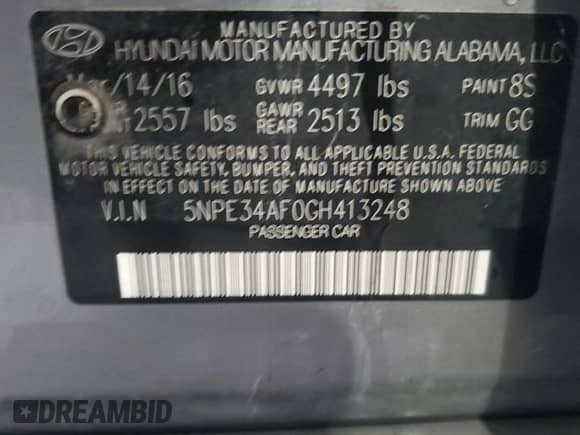 MANUFACTURED BY
HYUNDAI MOTOR MANUFACTURING ALABAMA, LLC
/14/16 GVWR 4497 lbs PAINT 8S
2557 lbs GAWR REAR 2513 lbs TRIM GG
THIS VEHICLE CONFORMS TO ALL APPLICABLE U.S.A. FEDERAL
MOTOR VEHICLE SAFETY, BUMPER, AND THEFT PREVENTION STANDARDS
IN EFFECT ON THE DATE OF MANUFACTURE SHOWN ABOVE
V.I.N 5NPE34AF0GH413248
PASSENGER CAR
DREAMBID